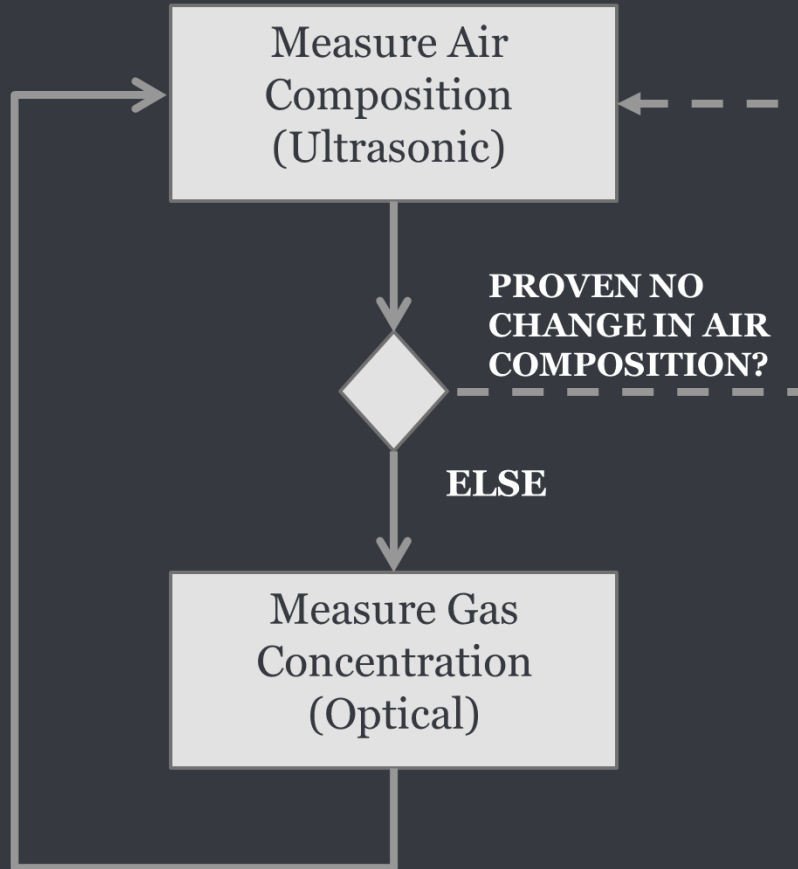 Measure Air
Composition
(Ultrasonic)
PROVEN NO
CHANGE IN AIR
COMPOSITION?
ELSE
Measure Gas
Concentration
(Optical)